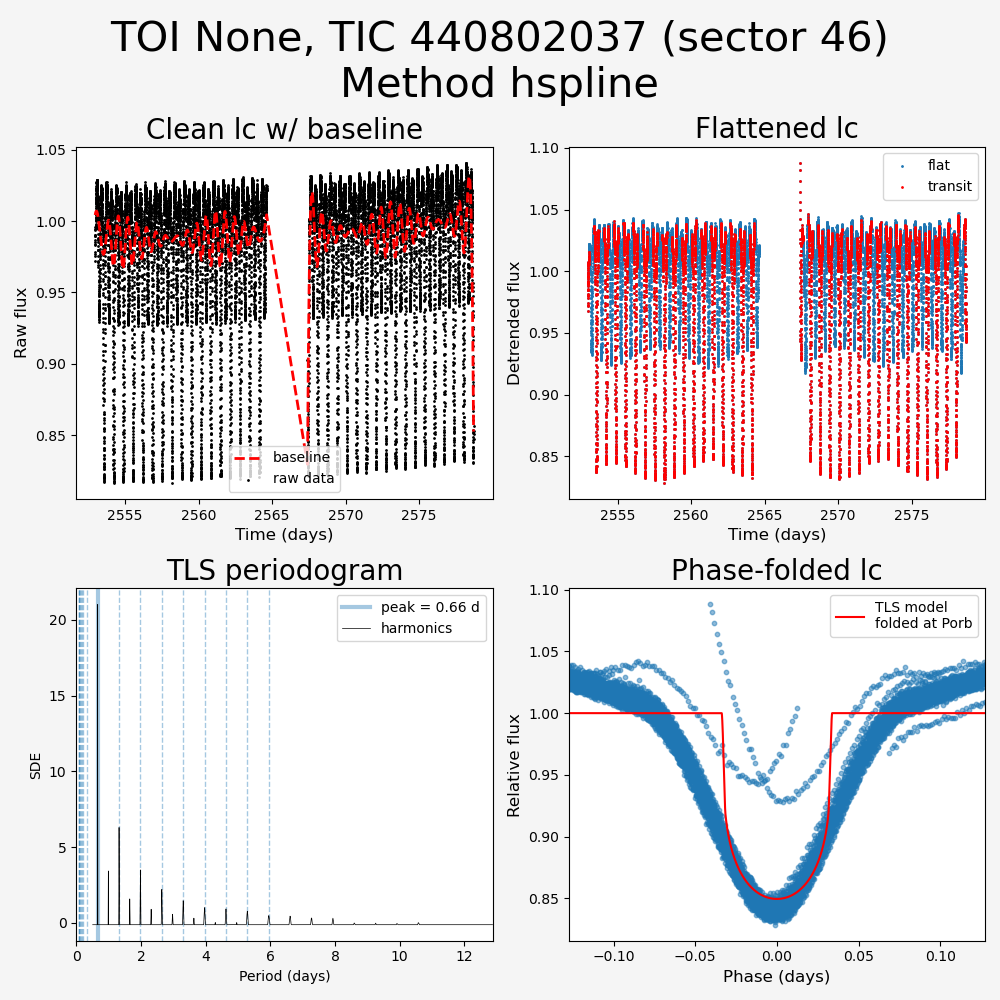 TOI None, TIC 440802037 (sector 46)
Method hspline
Clean lc w/ baseline
Raw flux
1.05
1.00
0.95
0.90
0.85
baseline
raw data
2555
2560
2565
2570
2575
Time (days)
Flattened lc
Detrended flux
1.10
1.05
1.00
0.95
0.90
0.85
flat
transit
2555
2560
2565
2570
2575
Time (days)
TLS periodogram
SDE
20
15
10
5
0
peak = 0.66 d
harmonics
0
2
4
6
8
10
12
Period (days)
Phase-folded lc
Relative flux
1.10
1.05
1.00
0.95
0.90
0.85
TLS model
folded at Porb
−0.10
−0.05
0.00
0.05
0.10
Phase (days)